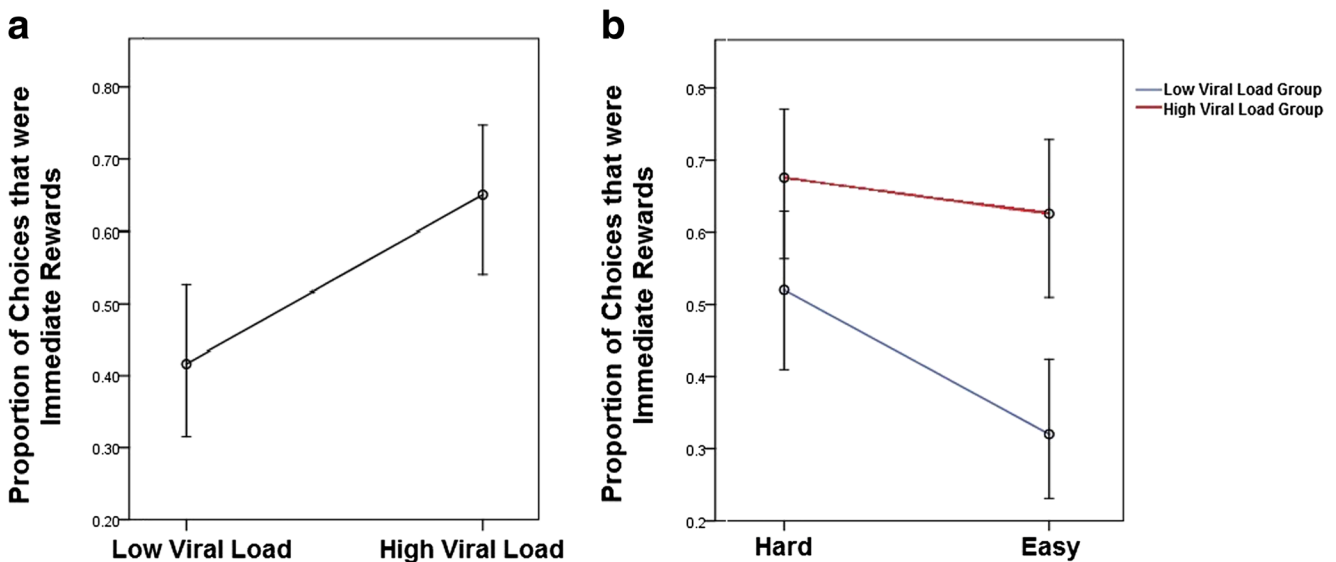 a
Proportion of Choices that were
Immediate Rewards
0.80
0.70
0.60
0.50
0.40
0.30
0.20
Low Viral Load
High Viral Load
b
Proportion of Choices that were
Immediate Rewards
0.8
0.7
0.6
0.5
0.4
0.3
0.2
Hard
Easy
Low Viral Load Group
High Viral Load Group